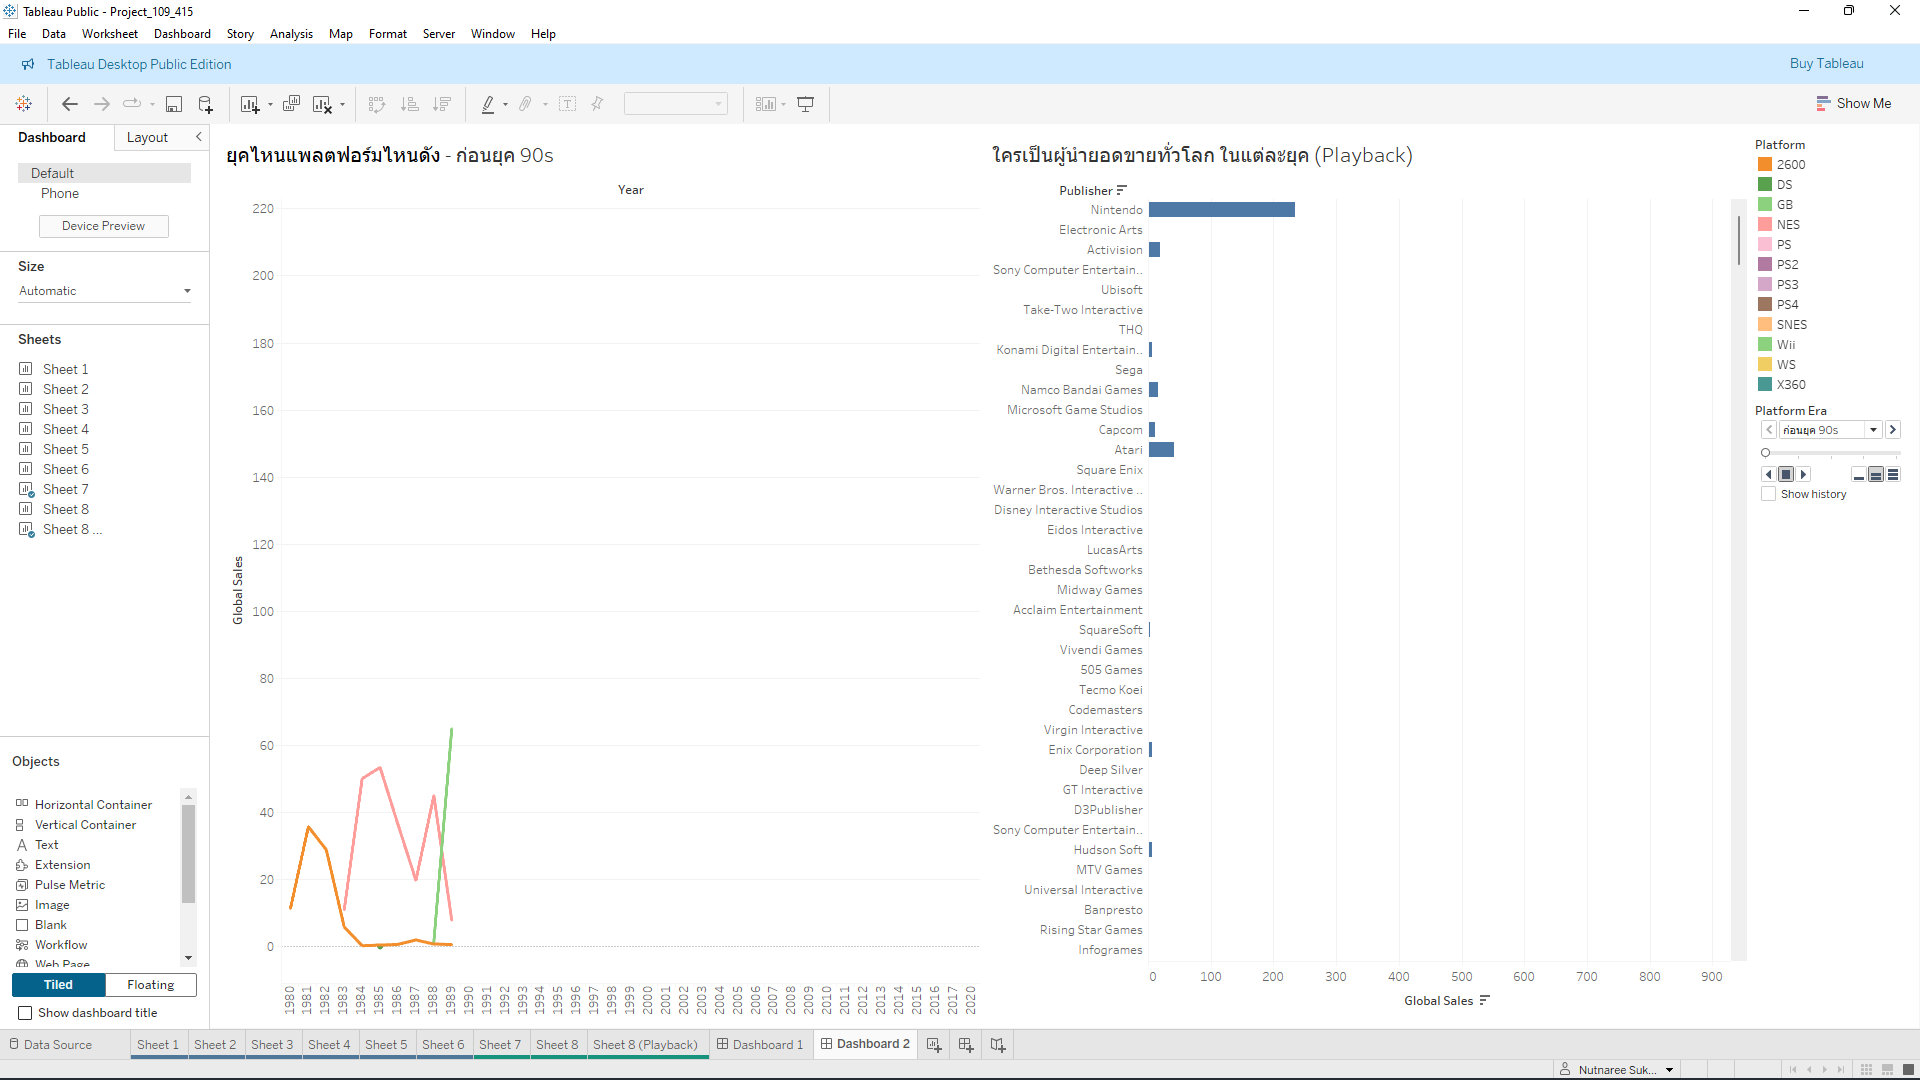 Tableau Public - Project_109_415
File Data Worksheet Dashboard Story Analysis Map Format Server Window Help
Tableau Desktop Public Edition
Buy Tableau
Show Me
Dashboard
Layout
Default
Phone
Device Preview
Size
Automatic
Sheets
Sheet 1
Sheet 2
Sheet 3
Sheet 4
Sheet 5
Sheet 6
Sheet 7
Sheet 8
Sheet 8 ...
Objects
Horizontal Container
Vertical Container
Text
Extension
Pulse Metric
Image
Blank
Workflow
Web Page
Tiled
Floating
Show dashboard title
ยุคไหนแพลตฟอร์มไหนดัง - ก่อนยุค 90s
Year
220
200
180
160
140
120
100
80
60
40
20
0
Global Sales
1980 1981 1982 1983 1984 1985 1986 1987 1988 1989 1990 1991 1992 1993 1994 1995 1996 1997 1998 1999 2000 2001 2002 2003 2004 2005 2006 2007 2008 2009 2010 2011 2012 2013 2014 2015 2016 2017 2020
ใครเป็นผู้นำยอดขายทั่วโลก ในแต่ละยุค (Playback)
Publisher
Nintendo
Electronic Arts
Activision
Sony Computer Entertain..
Ubisoft
Take-Two Interactive
THQ
Konami Digital Entertain..
Sega
Namco Bandai Games
Microsoft Game Studios
Capcom
Atari
Square Enix
Warner Bros. Interactive ..
Disney Interactive Studios
Eidos Interactive
LucasArts
Bethesda Softworks
Midway Games
Acclaim Entertainment
SquareSoft
Vivendi Games
505 Games
Tecmo Koei
Codemasters
Virgin Interactive
Enix Corporation
Deep Silver
GT Interactive
D3Publisher
Sony Computer Entertain..
Hudson Soft
MTV Games
Universal Interactive
Banpresto
Rising Star Games
Infogrames
0 100 200 300 400 500 600 700 800 900
Global Sales
Platform
2600
DS
GB
NES
PS
PS2
PS3
PS4
SNES
Wii
WS
X360
Platform Era
ก่อนยุค 90s
Show history
Data Source Sheet 1 Sheet 2 Sheet 3 Sheet 4 Sheet 5 Sheet 6 Sheet 7 Sheet 8 Sheet 8 (Playback) Dashboard 1 Dashboard 2
Nutnaree Suk...